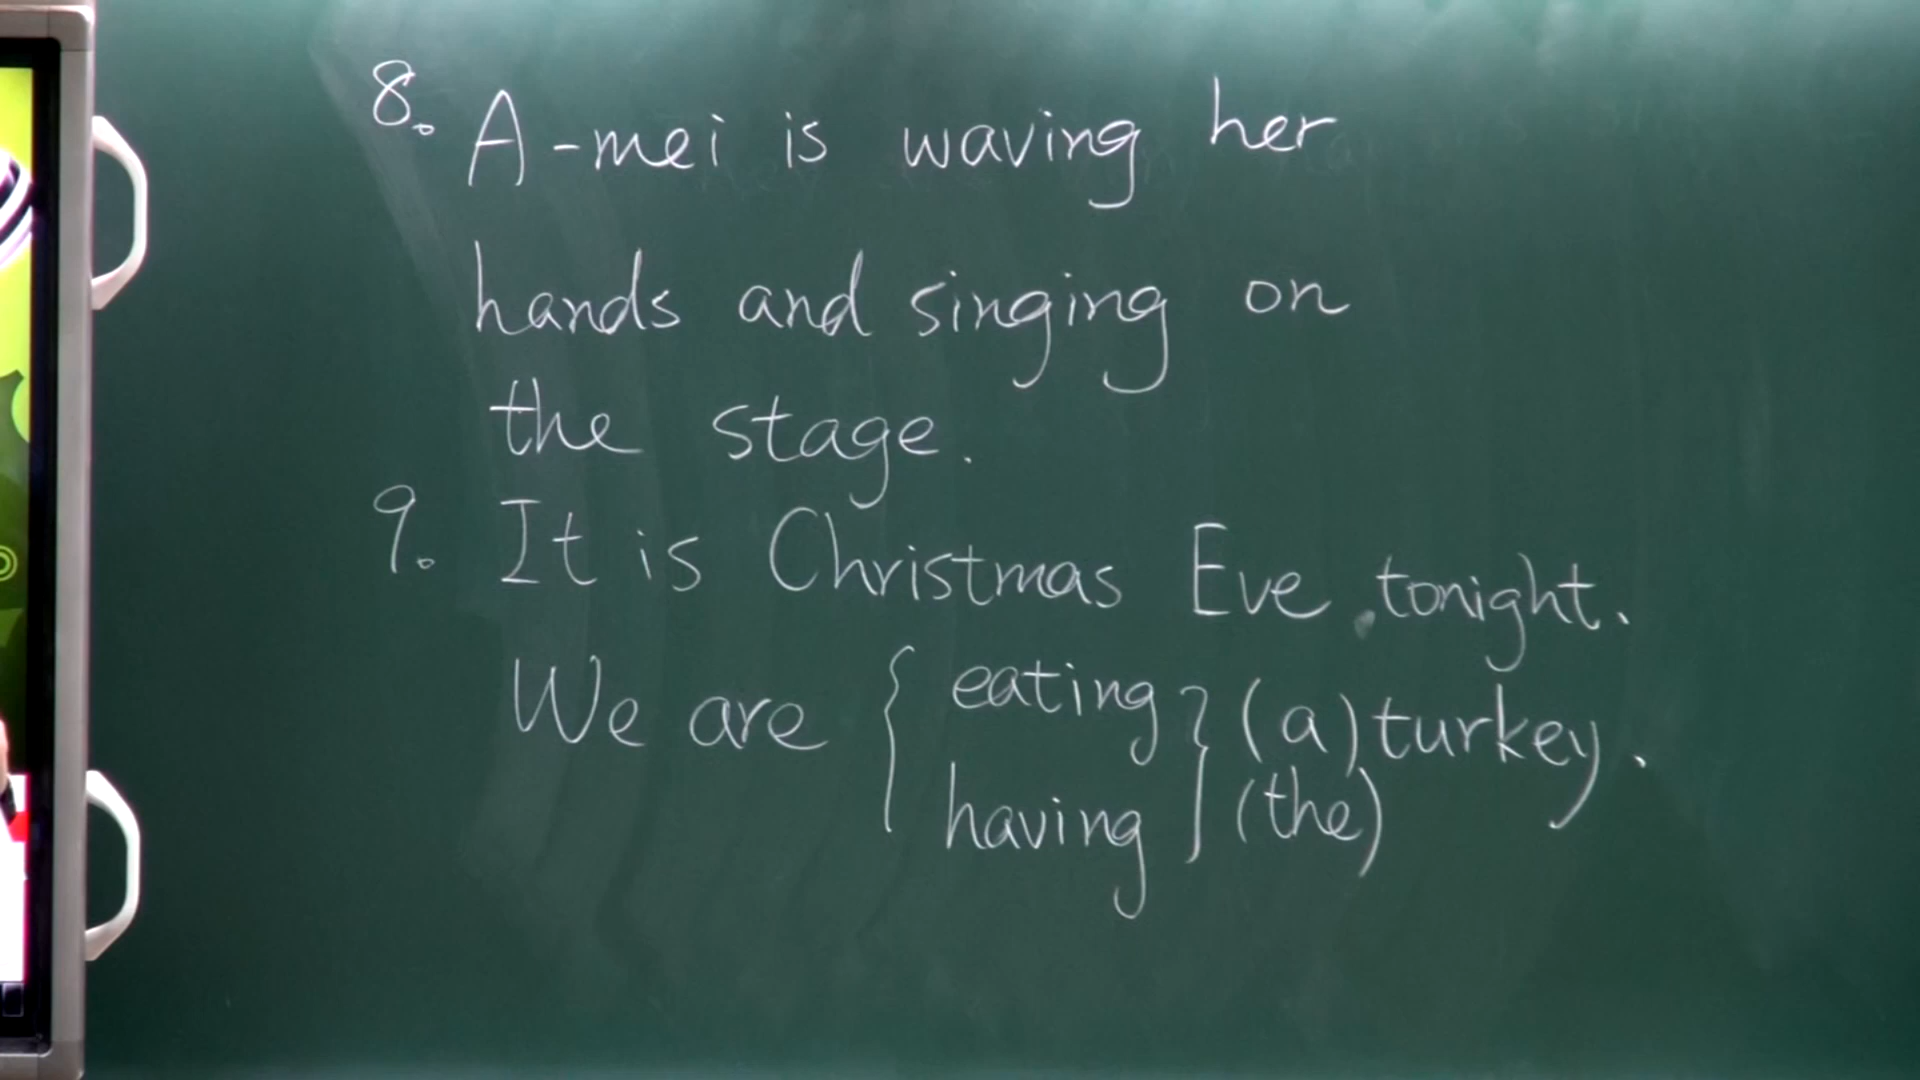 8. A-mei is waving her
hands and singing on
the stage.
9. It is Christmas Eve tonight.
We are { eating } (a) turkey.
having (the)